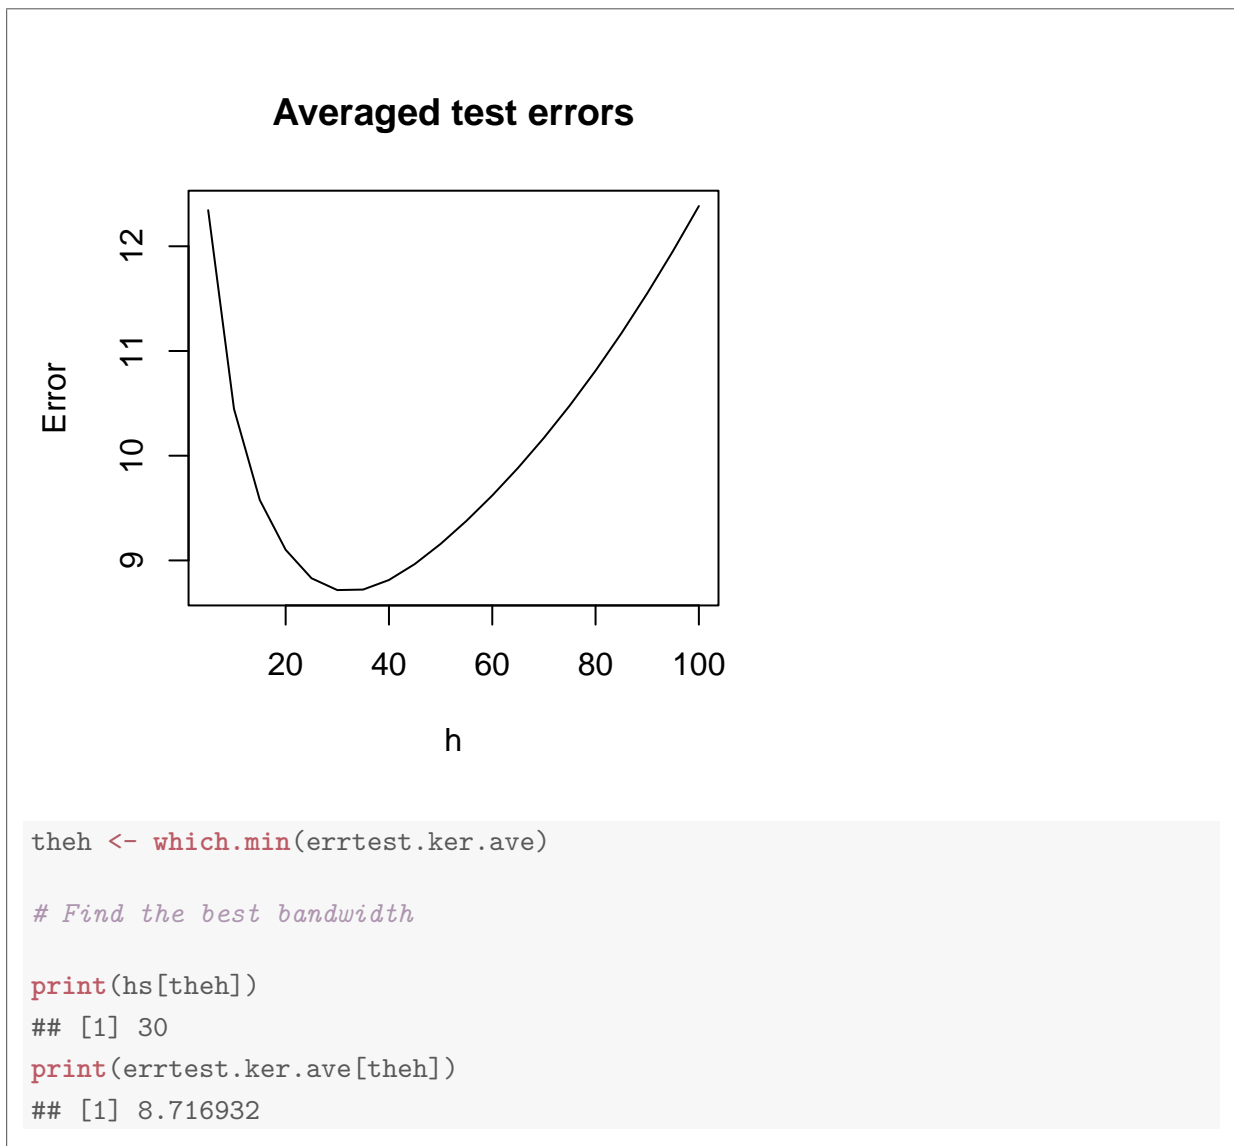 Averaged test errors
12
11
10
9
Error
20 40 60 80 100
h
theh <- which.min(errtest.ker.ave)
# Find the best bandwidth
print(hs[theh])
## [1] 30
print(errtest.ker.ave[theh])
## [1] 8.716932